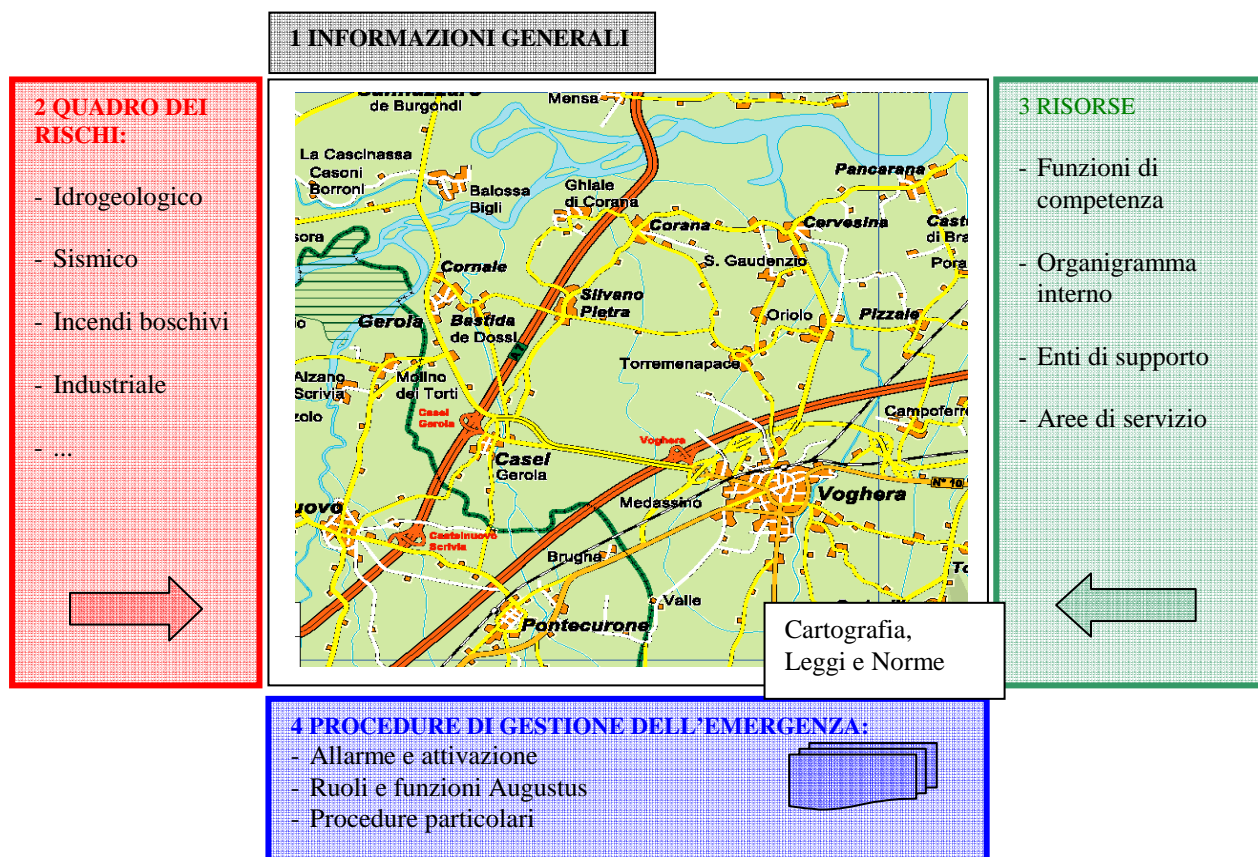 1 INFORMAZIONI GENERALI
2 QUADRO DEI
RISCHI:
- Idrogeologico
- Sismico
- Incendi boschivi
- Industriale
- ...
de Burgondi
Mensa
La Cascinassa
Casoni
Borroni
Balossa
Bigli
Ghiaie
di Corana
Corana
Pancarana
Cervesina
S. Gaudenzio
Cornale
Silvano
Pietra
Gerola
Bastida
de Dossi
A7
Oriolo
Pizzale
Torremenapace
Alzano
Scrivia
Molino
dei Torti
Casei
Gerola
Voghera
Campoferr
Casei
Gerola
Medassino
Voghera
N° 10
uovo
Castelnuovo
Scrivia
Brugna
Valle
Pontecurone
Cartografia,
Leggi e Norme
3 RISORSE
- Funzioni di
competenza
- Organigramma
interno
- Enti di supporto
- Aree di servizio
4 PROCEDURE DI GESTIONE DELL’EMERGENZA:
- Allarme e attivazione
- Ruoli e funzioni Augustus
- Procedure particolari